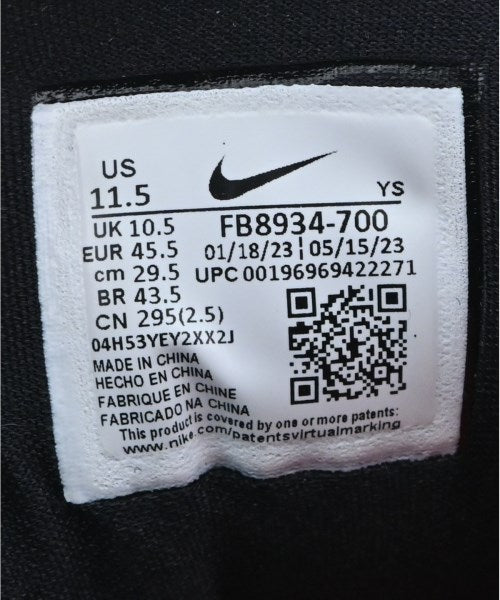 US
11.5
YS
UK 10.5
FB8934-700
EUR 45.5
01/18/23 | 05/15/23
cm 29.5
UPC 00196969422271
BR 43.5
CN 295(2.5)
04H53YEY2XX2J
MADE IN CHINA
HECHO EN CHINA
FABRIQUE EN CHINE
FABRICADO NA CHINA
This product is covered by one or more patents:
www.nike.com/patentsvirtualmarking